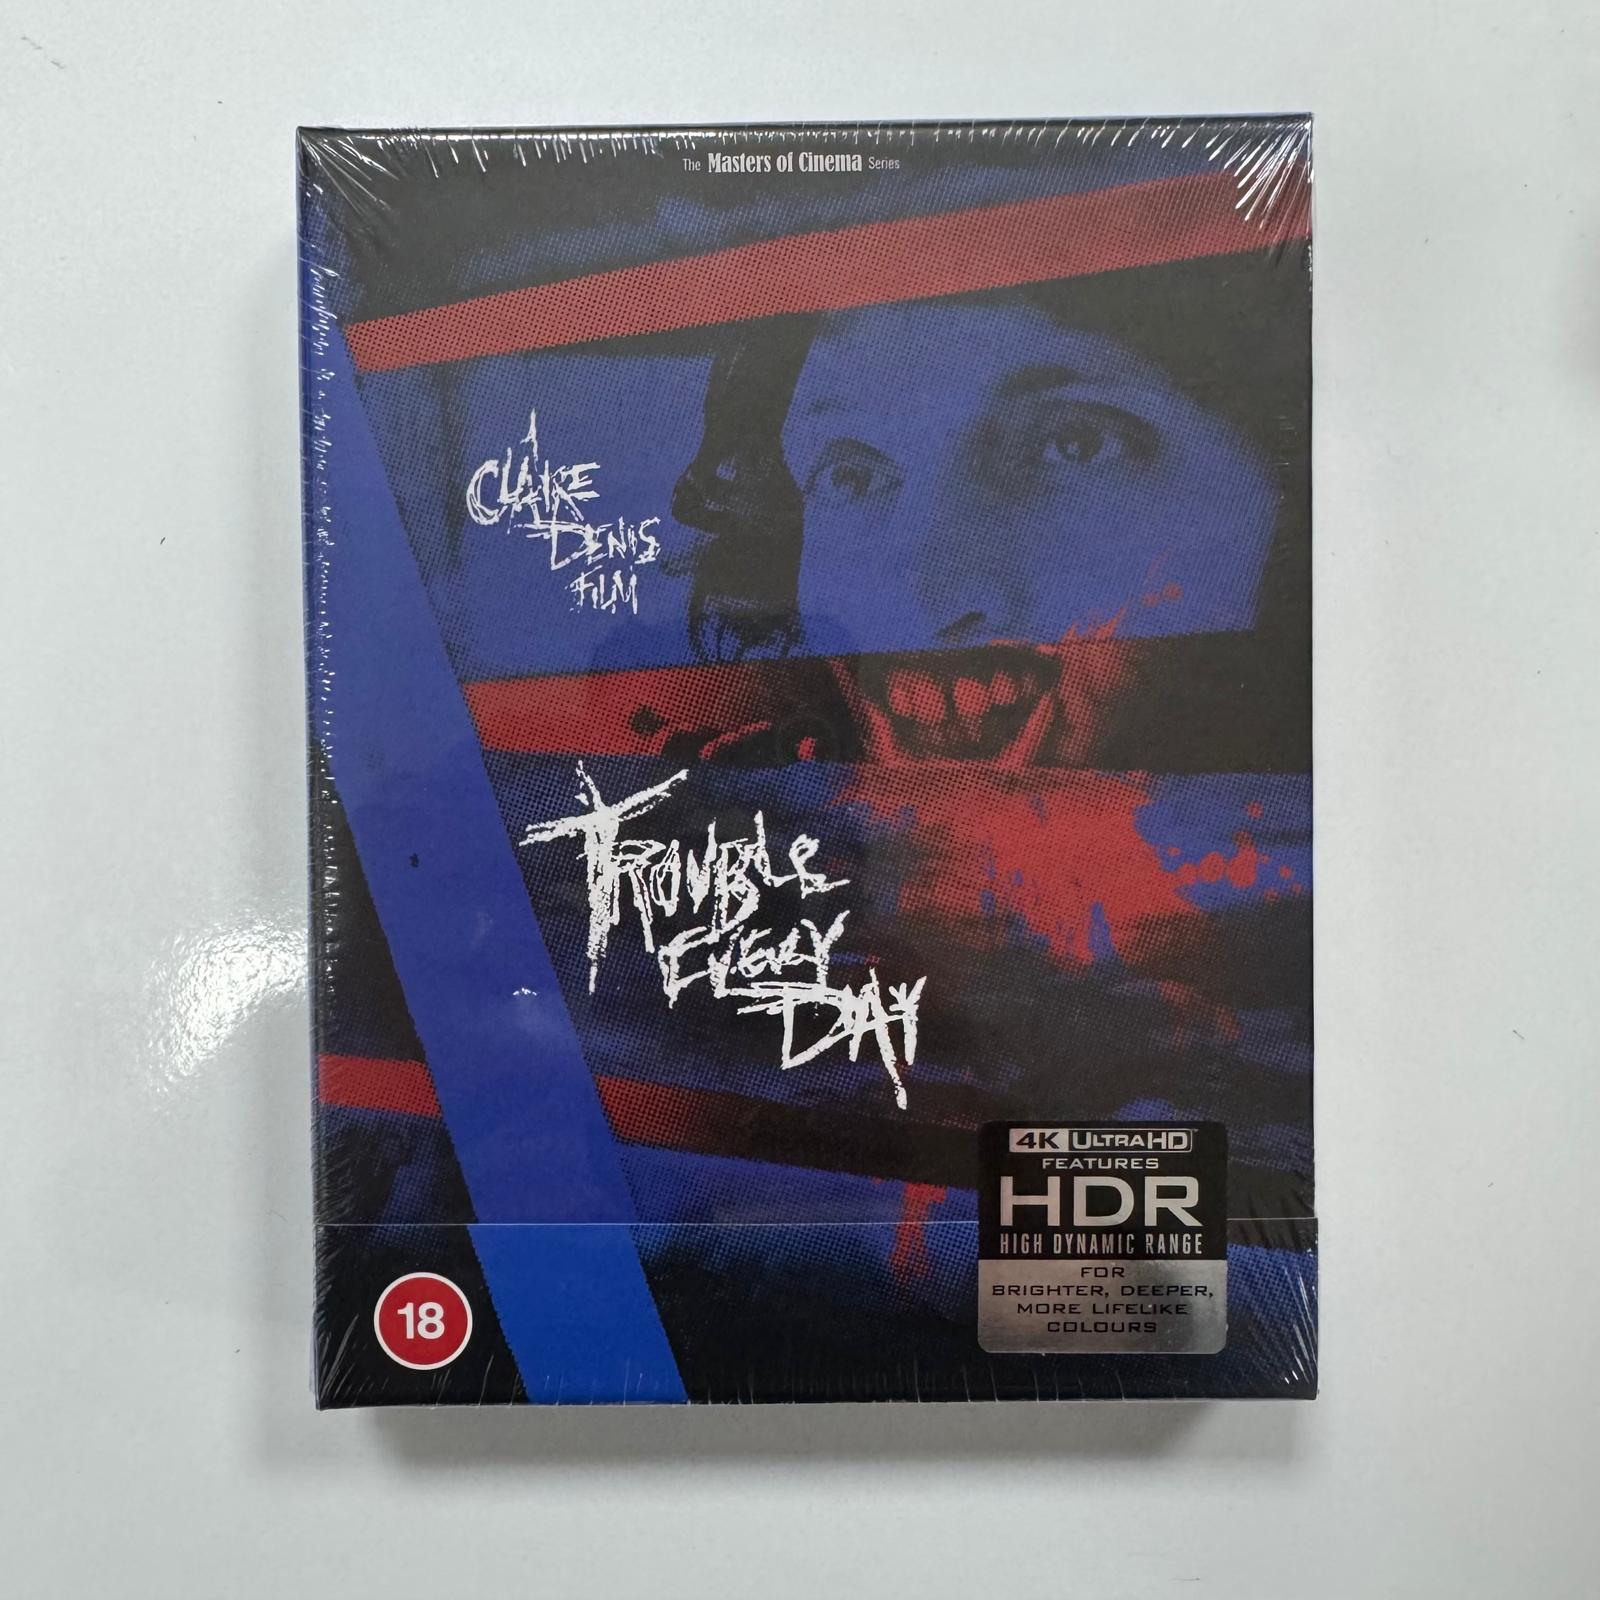 The Masters of Cinema Series
A
CLAIRE
DENIS
FILM
TROUBLE
EVERY
DAY
4K ULTRA HD
FEATURES
HDR
HIGH DYNAMIC RANGE
FOR
BRIGHTER, DEEPER,
MORE LIFELIKE
COLOURS
18